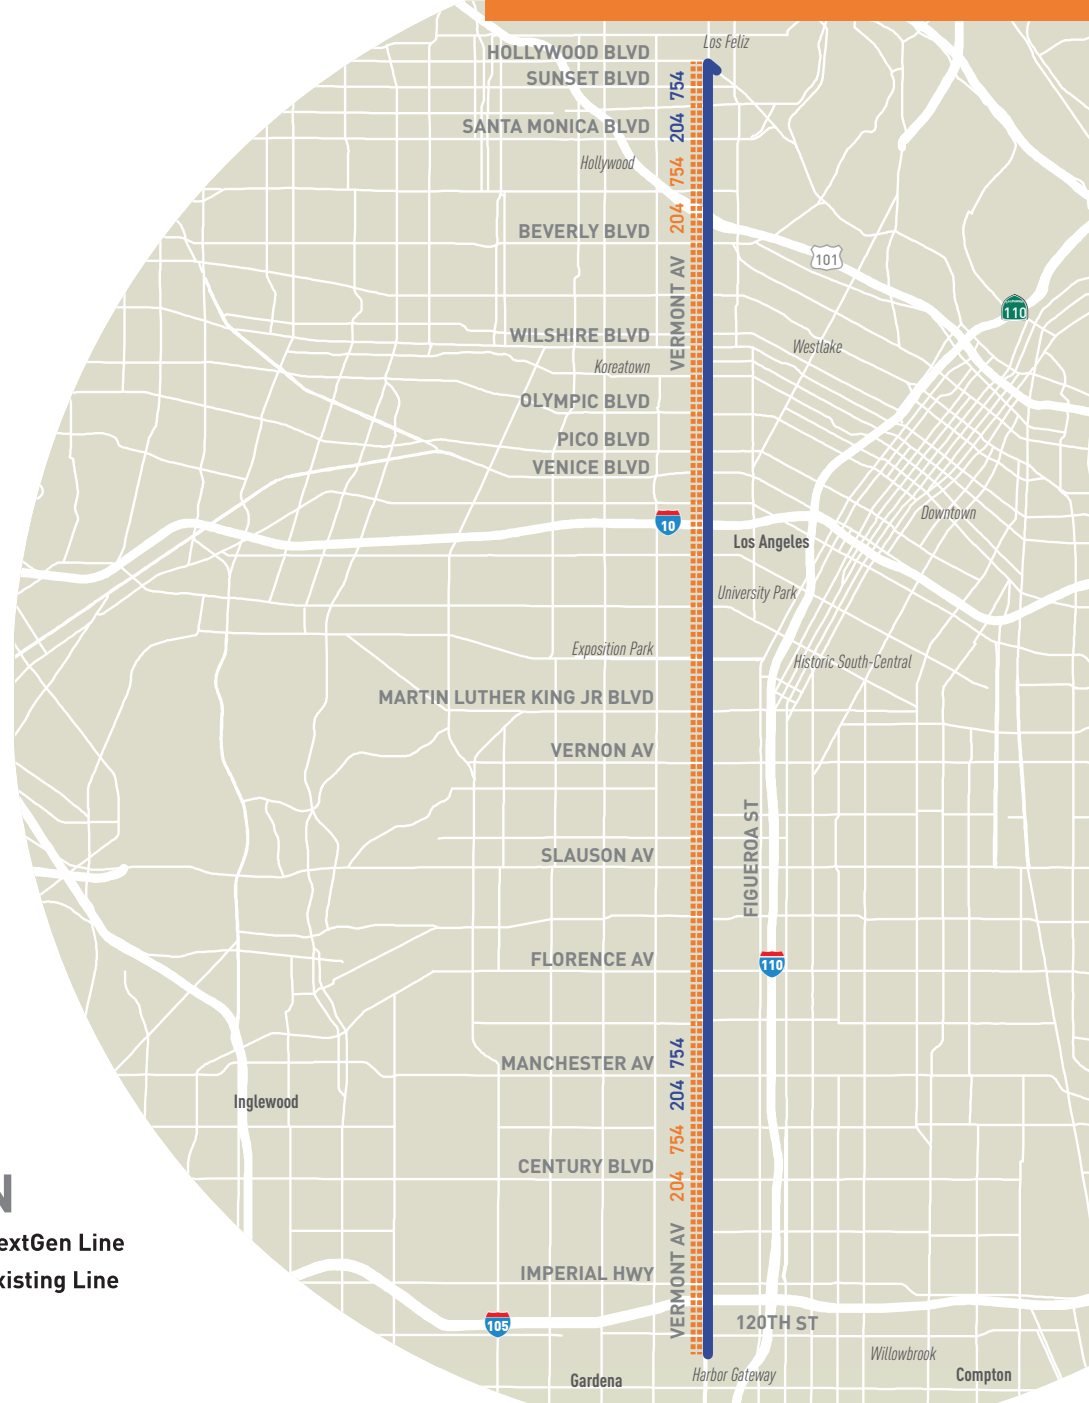 HOLLYWOOD BLVD
Los Feliz
SUNSET BLVD
754
204
SANTA MONICA BLVD
Hollywood
754
204
BEVERLY BLVD
101
VERMONT AV
110
WILSHIRE BLVD
Westlake
Koreatown
OLYMPIC BLVD
PICO BLVD
VENICE BLVD
10
Downtown
Los Angeles
University Park
Exposition Park
Historic South-Central
MARTIN LUTHER KING JR BLVD
VERNON AV
FIGUEROA ST
SLAUSON AV
FLORENCE AV
110
754
MANCHESTER AV
204
Inglewood
754
CENTURY BLVD
204
N
extGen Line
xisting Line
VERMONT AV
IMPERIAL HWY
105
120TH ST
Willowbrook
Gardena
Harbor Gateway
Compton